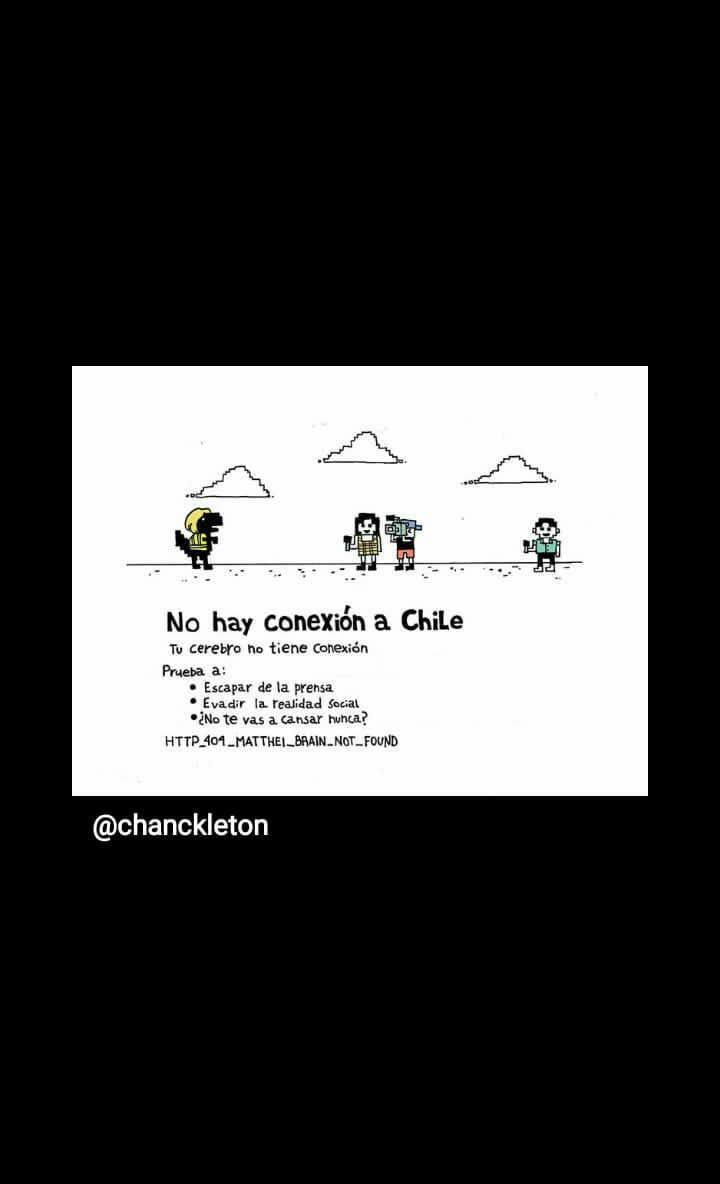 No hay conexión a Chile
Tu cerebro no tiene conexión
Prueba a:
• Escapar de la prensa
• Evadir la realidad social
• ¿No te vas a cansar nunca?
HTTP_404_MATTHEI_BRAIN_NOT_FOUND
@chanckleton